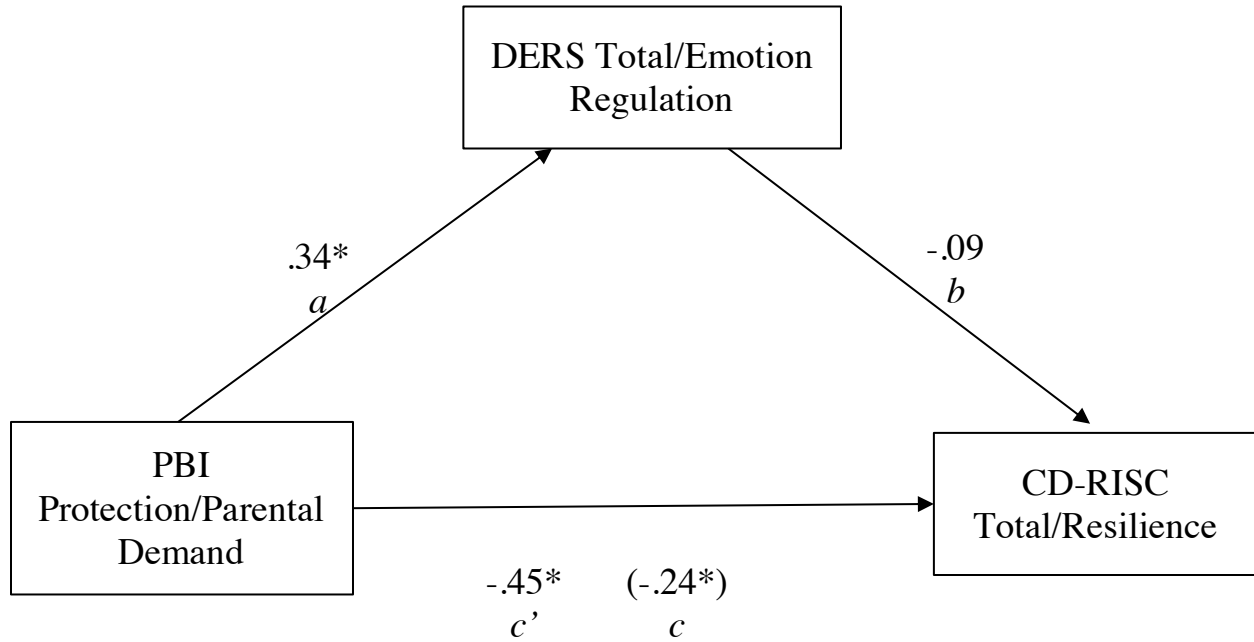 DERS Total/Emotion
Regulation
.34*
a
-.09
b
PBI
Protection/Parental
Demand
CD-RISC
Total/Resilience
-.45* (-.24*)
c’ c